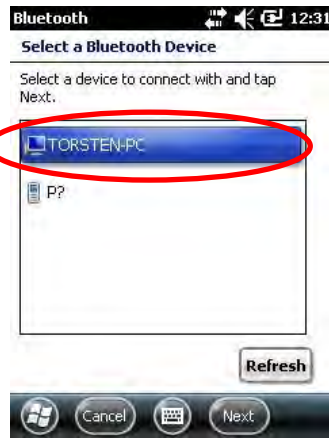 Bluetooth 12:31
Select a Bluetooth Device
Select a device to connect with and tap
Next.
TORSTEN-PC
P?
Refresh
Cancel Next